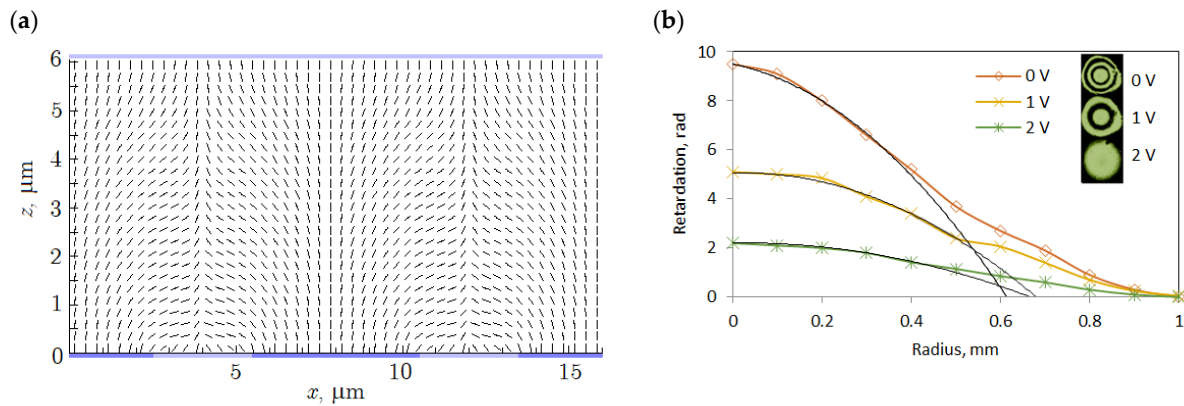 (a)
6
5
4
3
2
1
0
z, μm
5
10
15
x, μm
(b)
10
8
6
4
2
0
Retardation, rad
0 V
1 V
2 V
0 V
1 V
2 V
0
0.2
0.4
0.6
0.8
1
Radius, mm